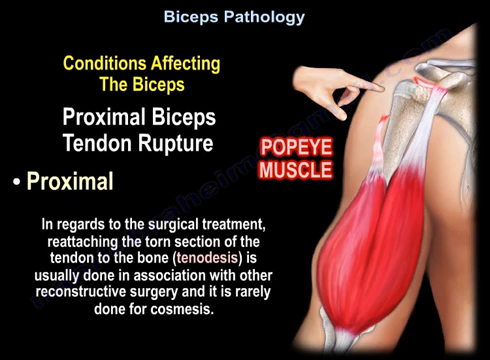 Biceps Pathology
Conditions Affecting
The Biceps
Proximal Biceps
Tendon Rupture
POPEYE
MUSCLE
• Proximal
In regards to the surgical treatment,
reattaching the torn section of the
tendon to the bone (tenodesis) is
usually done in association with other
reconstructive surgery and it is rarely
done for cosmesis.